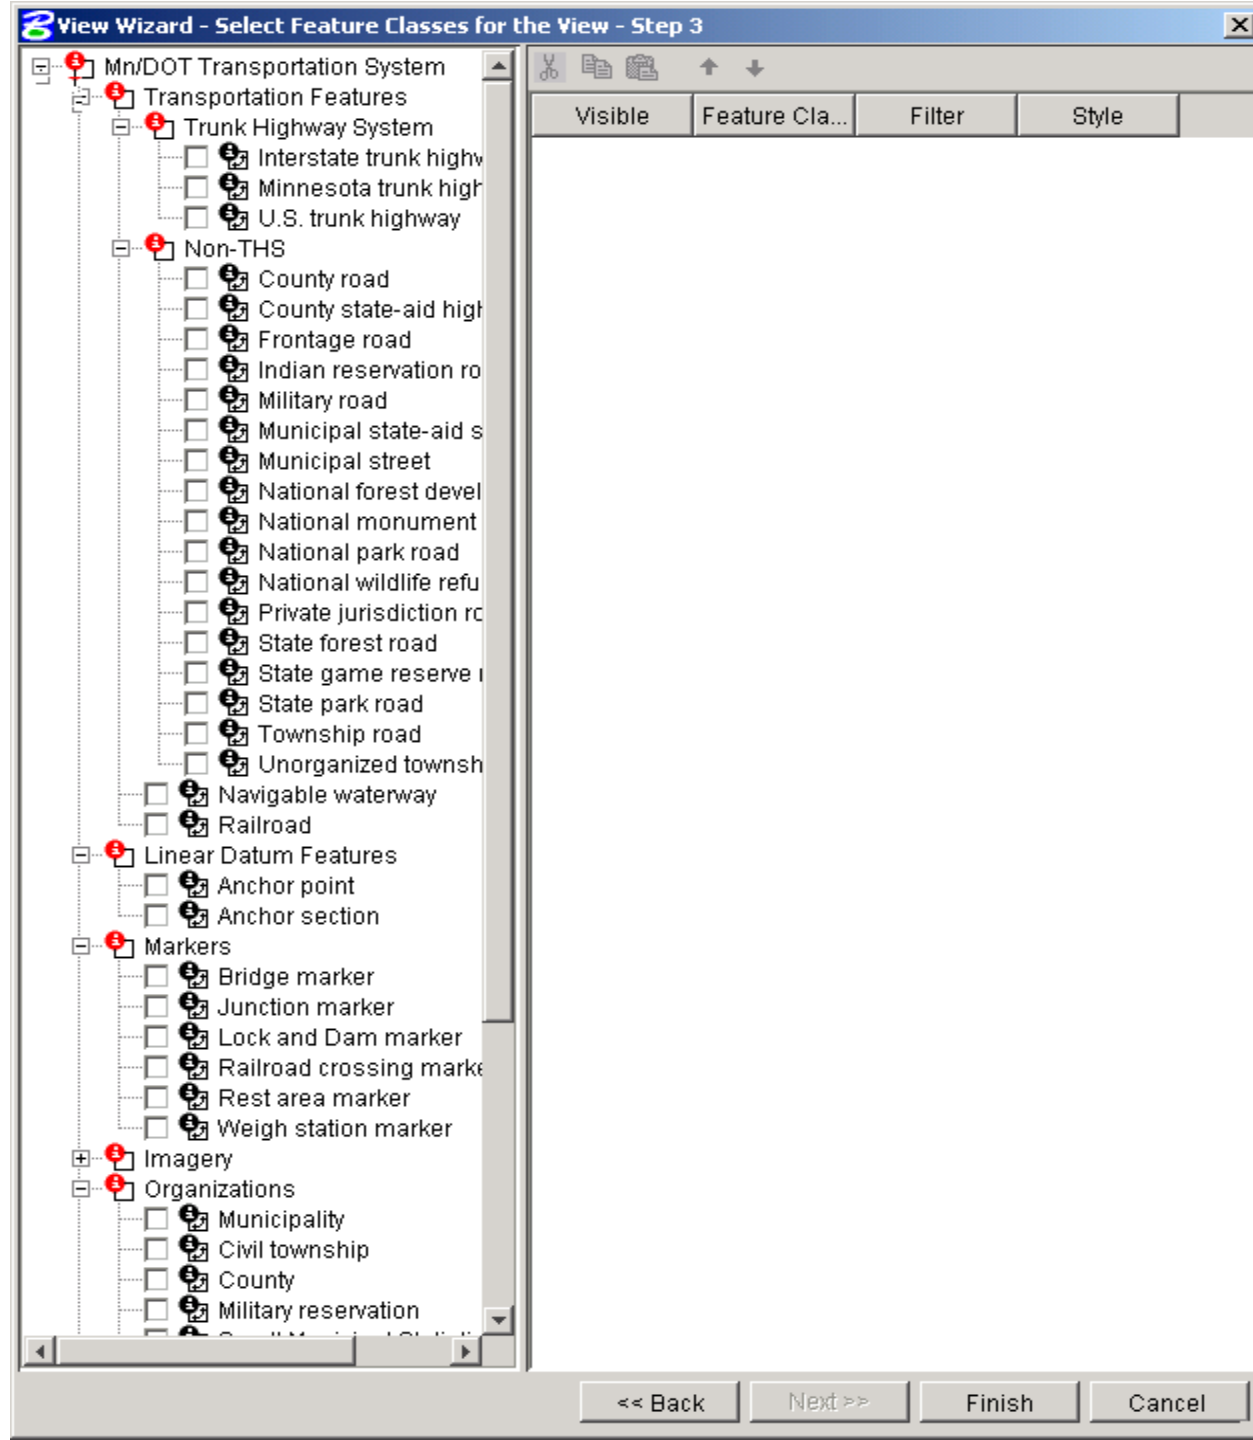 View Wizard - Select Feature Classes for the View - Step 3
Mn/DOT Transportation System
Transportation Features
Trunk Highway System
Interstate trunk highw
Minnesota trunk high
U.S. trunk highway
Non-THS
County road
County state-aid high
Frontage road
Indian reservation ro
Military road
Municipal state-aid s
Municipal street
National forest devel
National monument
National park road
National wildlife refu
Private jurisdiction ro
State forest road
State game reserve r
State park road
Township road
Unorganized townsh
Navigable waterway
Railroad
Linear Datum Features
Anchor point
Anchor section
Markers
Bridge marker
Junction marker
Lock and Dam marker
Railroad crossing marke
Rest area marker
Weigh station marker
Imagery
Organizations
Municipality
Civil township
County
Military reservation
Visible Feature Cla... Filter Style
<< Back Next >> Finish Cancel